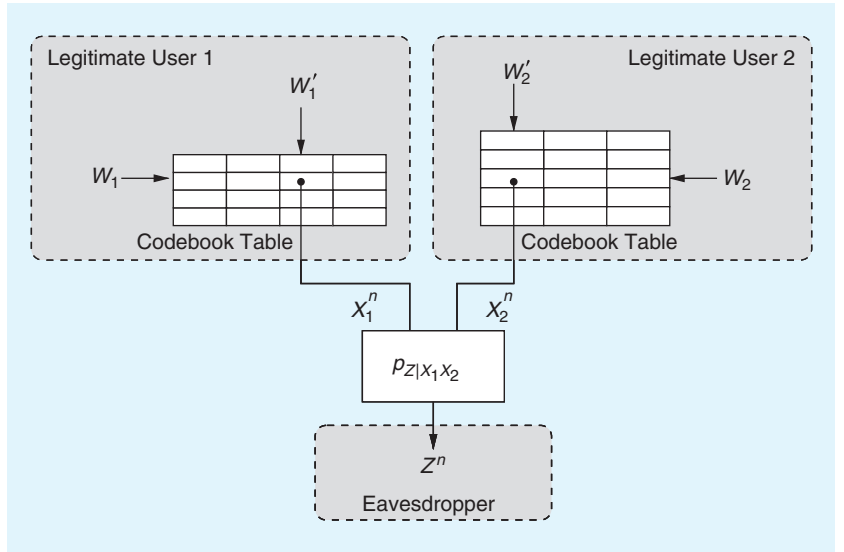 Legitimate User 1
Legitimate User 2
W₁′
W₂′
W₁
W₂
Codebook Table
Codebook Table
X₁ⁿ
X₂ⁿ
p_{Z|X₁X₂}
Zⁿ
Eavesdropper